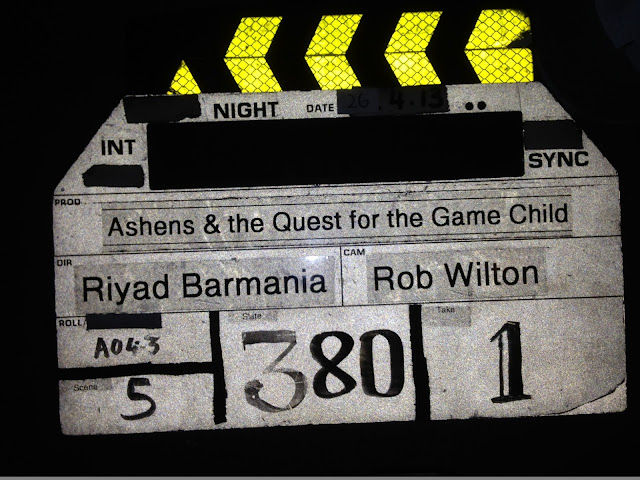 NIGHT DATE 26.4.13
INT
SYNC
PROD
Ashens & the Quest for the Game Child
DIR
Riyad Barmania
CAM
Rob Wilton
ROLL
A043
Slate
380
Take
1
Scene
5